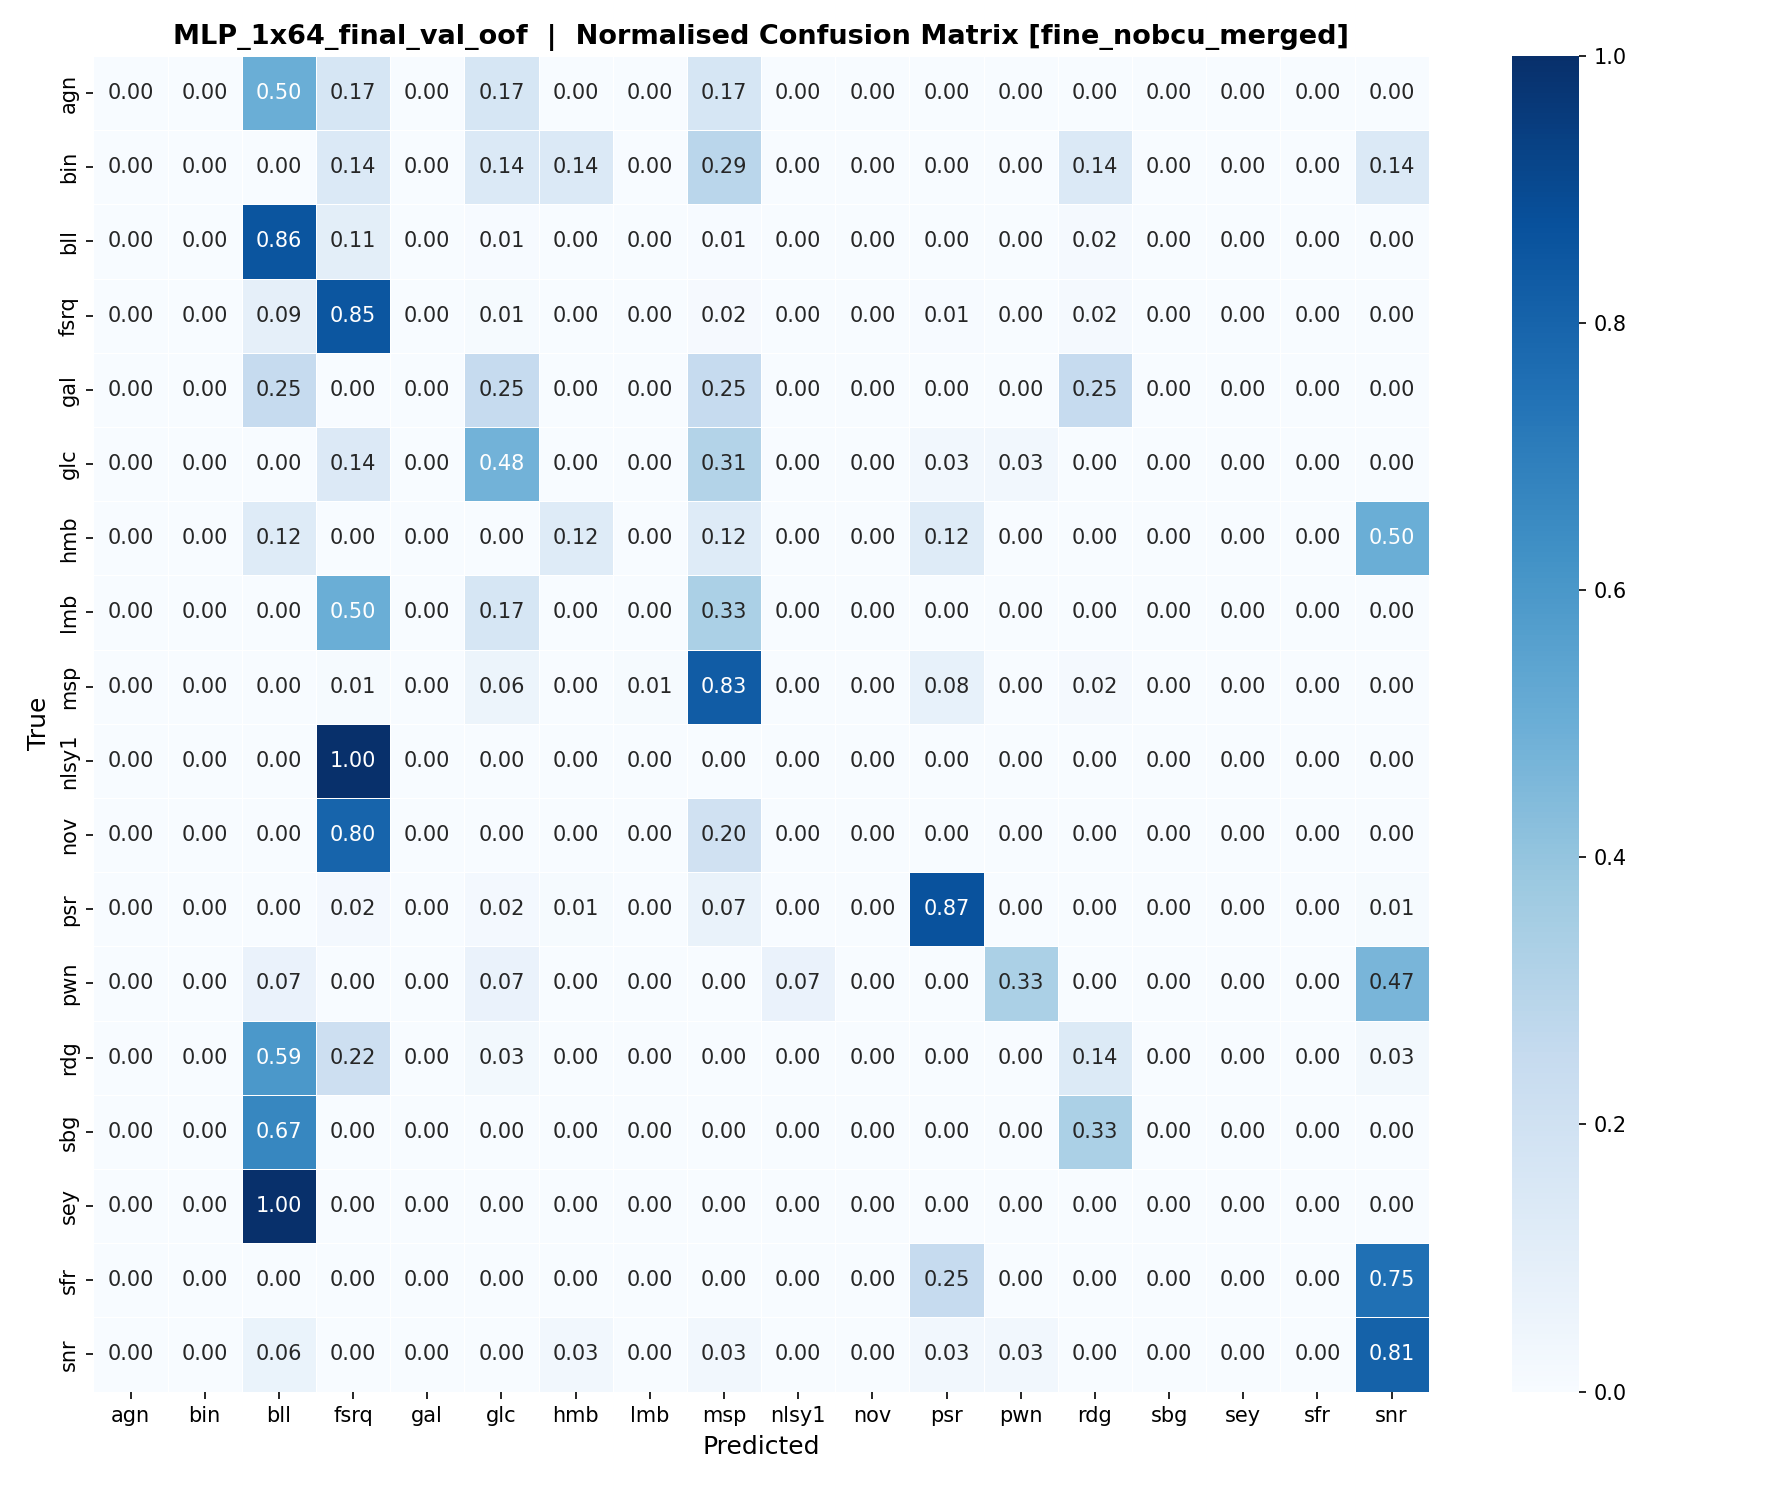 MLP_1x64_final_val_oof | Normalised Confusion Matrix [fine_nobcu_merged]
agn 0.00 0.00 0.50 0.17 0.00 0.17 0.00 0.00 0.17 0.00 0.00 0.00 0.00 0.00 0.00 0.00 0.00 0.00
bin 0.00 0.00 0.00 0.14 0.00 0.14 0.14 0.00 0.29 0.00 0.00 0.00 0.00 0.14 0.00 0.00 0.00 0.14
bll 0.00 0.00 0.86 0.11 0.00 0.01 0.00 0.00 0.01 0.00 0.00 0.00 0.00 0.02 0.00 0.00 0.00 0.00
fsrq 0.00 0.00 0.09 0.85 0.00 0.01 0.00 0.00 0.02 0.00 0.00 0.01 0.00 0.02 0.00 0.00 0.00 0.00
gal 0.00 0.00 0.25 0.00 0.00 0.25 0.00 0.00 0.25 0.00 0.00 0.00 0.00 0.25 0.00 0.00 0.00 0.00
glc 0.00 0.00 0.00 0.14 0.00 0.48 0.00 0.00 0.31 0.00 0.00 0.03 0.03 0.00 0.00 0.00 0.00 0.00
hmb 0.00 0.00 0.12 0.00 0.00 0.00 0.12 0.00 0.12 0.00 0.00 0.12 0.00 0.00 0.00 0.00 0.00 0.50
lmb 0.00 0.00 0.00 0.50 0.00 0.17 0.00 0.00 0.33 0.00 0.00 0.00 0.00 0.00 0.00 0.00 0.00 0.00
msp 0.00 0.00 0.00 0.01 0.00 0.06 0.00 0.01 0.83 0.00 0.00 0.08 0.00 0.02 0.00 0.00 0.00 0.00
nlsy1 0.00 0.00 0.00 1.00 0.00 0.00 0.00 0.00 0.00 0.00 0.00 0.00 0.00 0.00 0.00 0.00 0.00 0.00
nov 0.00 0.00 0.00 0.80 0.00 0.00 0.00 0.00 0.20 0.00 0.00 0.00 0.00 0.00 0.00 0.00 0.00 0.00
psr 0.00 0.00 0.00 0.02 0.00 0.02 0.01 0.00 0.07 0.00 0.00 0.87 0.00 0.00 0.00 0.00 0.00 0.01
pwn 0.00 0.00 0.07 0.00 0.00 0.07 0.00 0.00 0.00 0.07 0.00 0.00 0.33 0.00 0.00 0.00 0.00 0.47
rdg 0.00 0.00 0.59 0.22 0.00 0.03 0.00 0.00 0.00 0.00 0.00 0.00 0.00 0.14 0.00 0.00 0.00 0.03
sbg 0.00 0.00 0.67 0.00 0.00 0.00 0.00 0.00 0.00 0.00 0.00 0.00 0.00 0.33 0.00 0.00 0.00 0.00
sey 0.00 0.00 1.00 0.00 0.00 0.00 0.00 0.00 0.00 0.00 0.00 0.00 0.00 0.00 0.00 0.00 0.00 0.00
sfr 0.00 0.00 0.00 0.00 0.00 0.00 0.00 0.00 0.00 0.00 0.00 0.25 0.00 0.00 0.00 0.00 0.00 0.75
snr 0.00 0.00 0.06 0.00 0.00 0.00 0.03 0.00 0.03 0.00 0.00 0.03 0.03 0.00 0.00 0.00 0.00 0.81
agn bin bll fsrq gal glc hmb lmb msp nlsy1 nov psr pwn rdg sbg sey sfr snr
Predicted
True
1.0
0.8
0.6
0.4
0.2
0.0